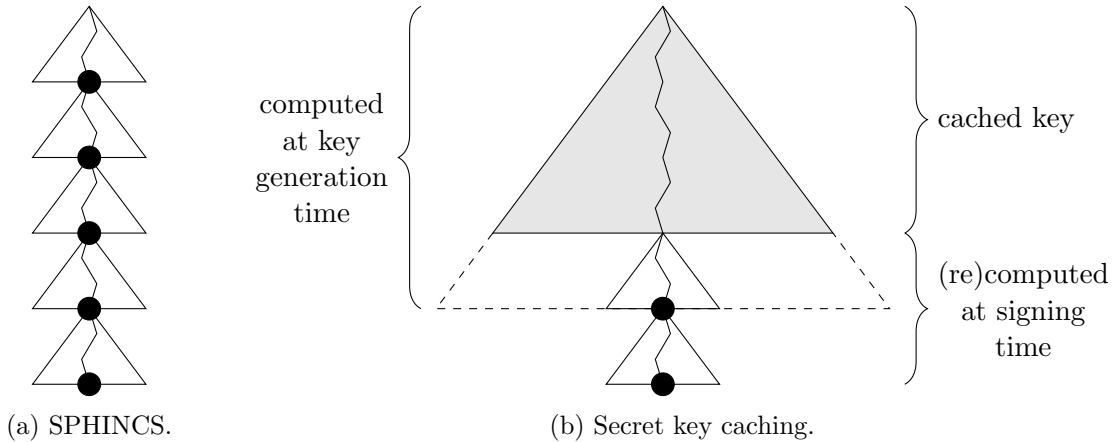 computed
at key
generation
time
cached key
(re)computed
at signing
time
(a) SPHINCS.
(b) Secret key caching.